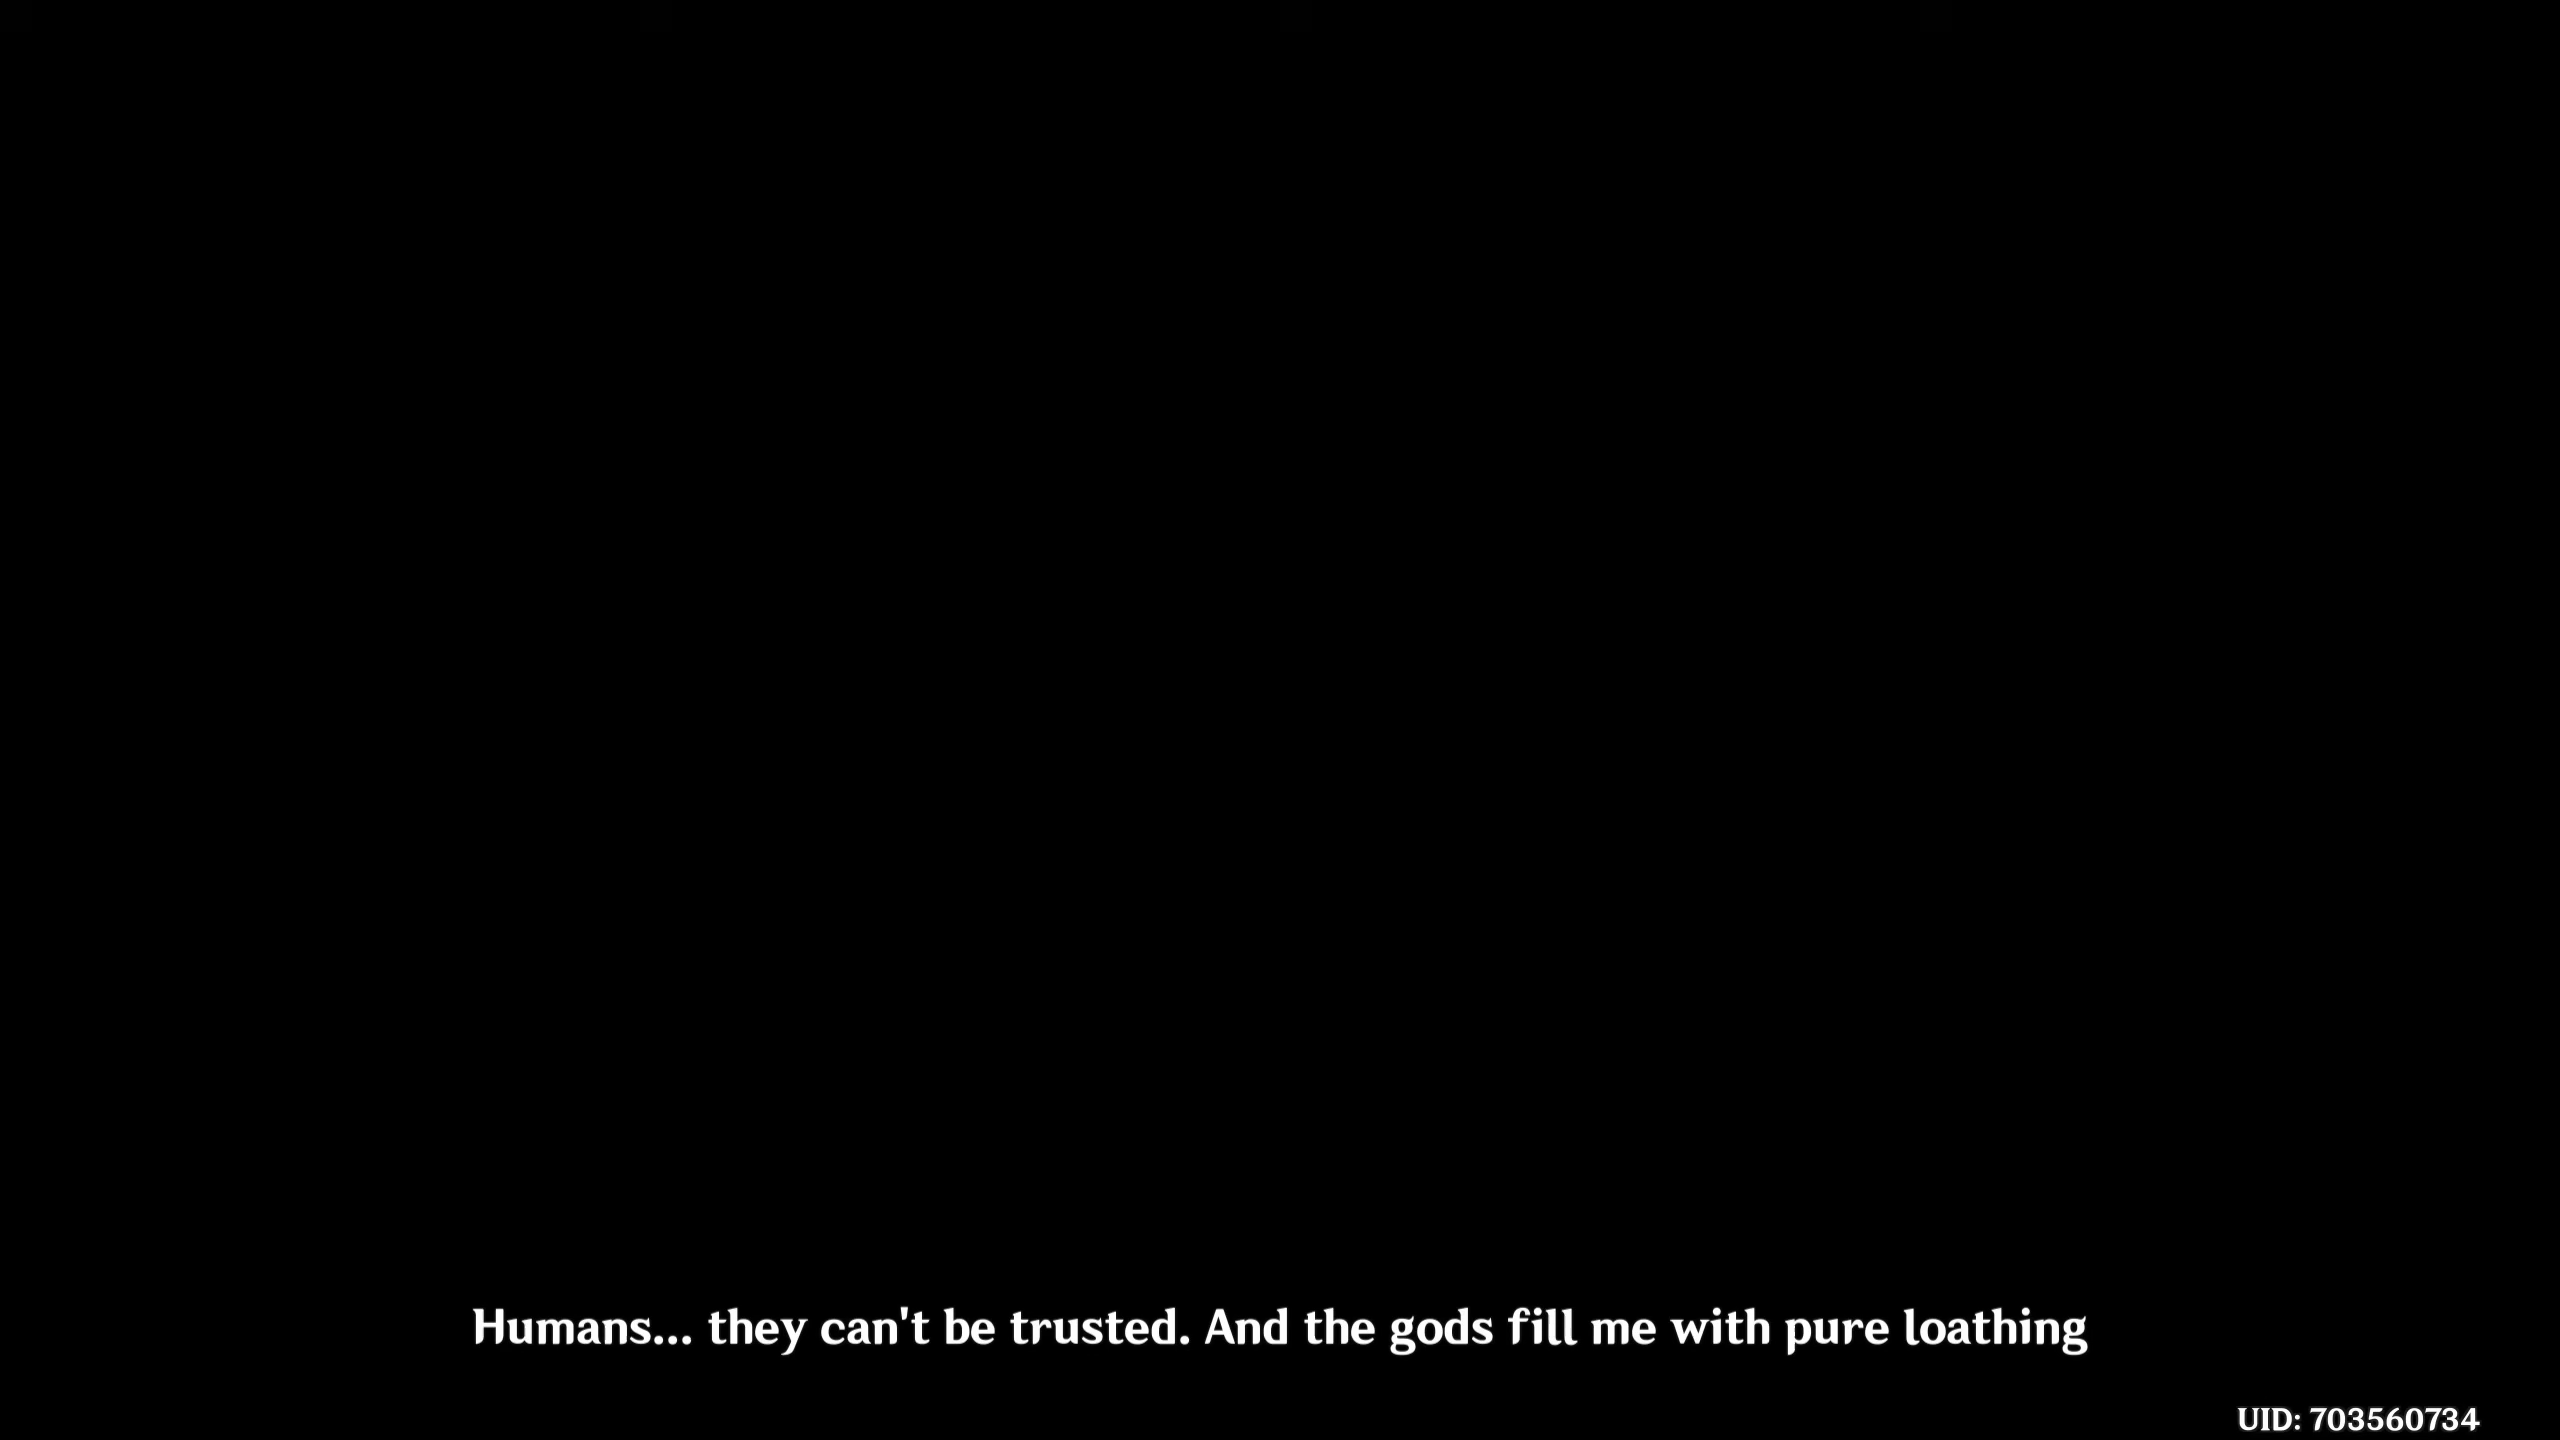 Humans... they can't be trusted. And the gods fill me with pure loathing
UID: 703560734